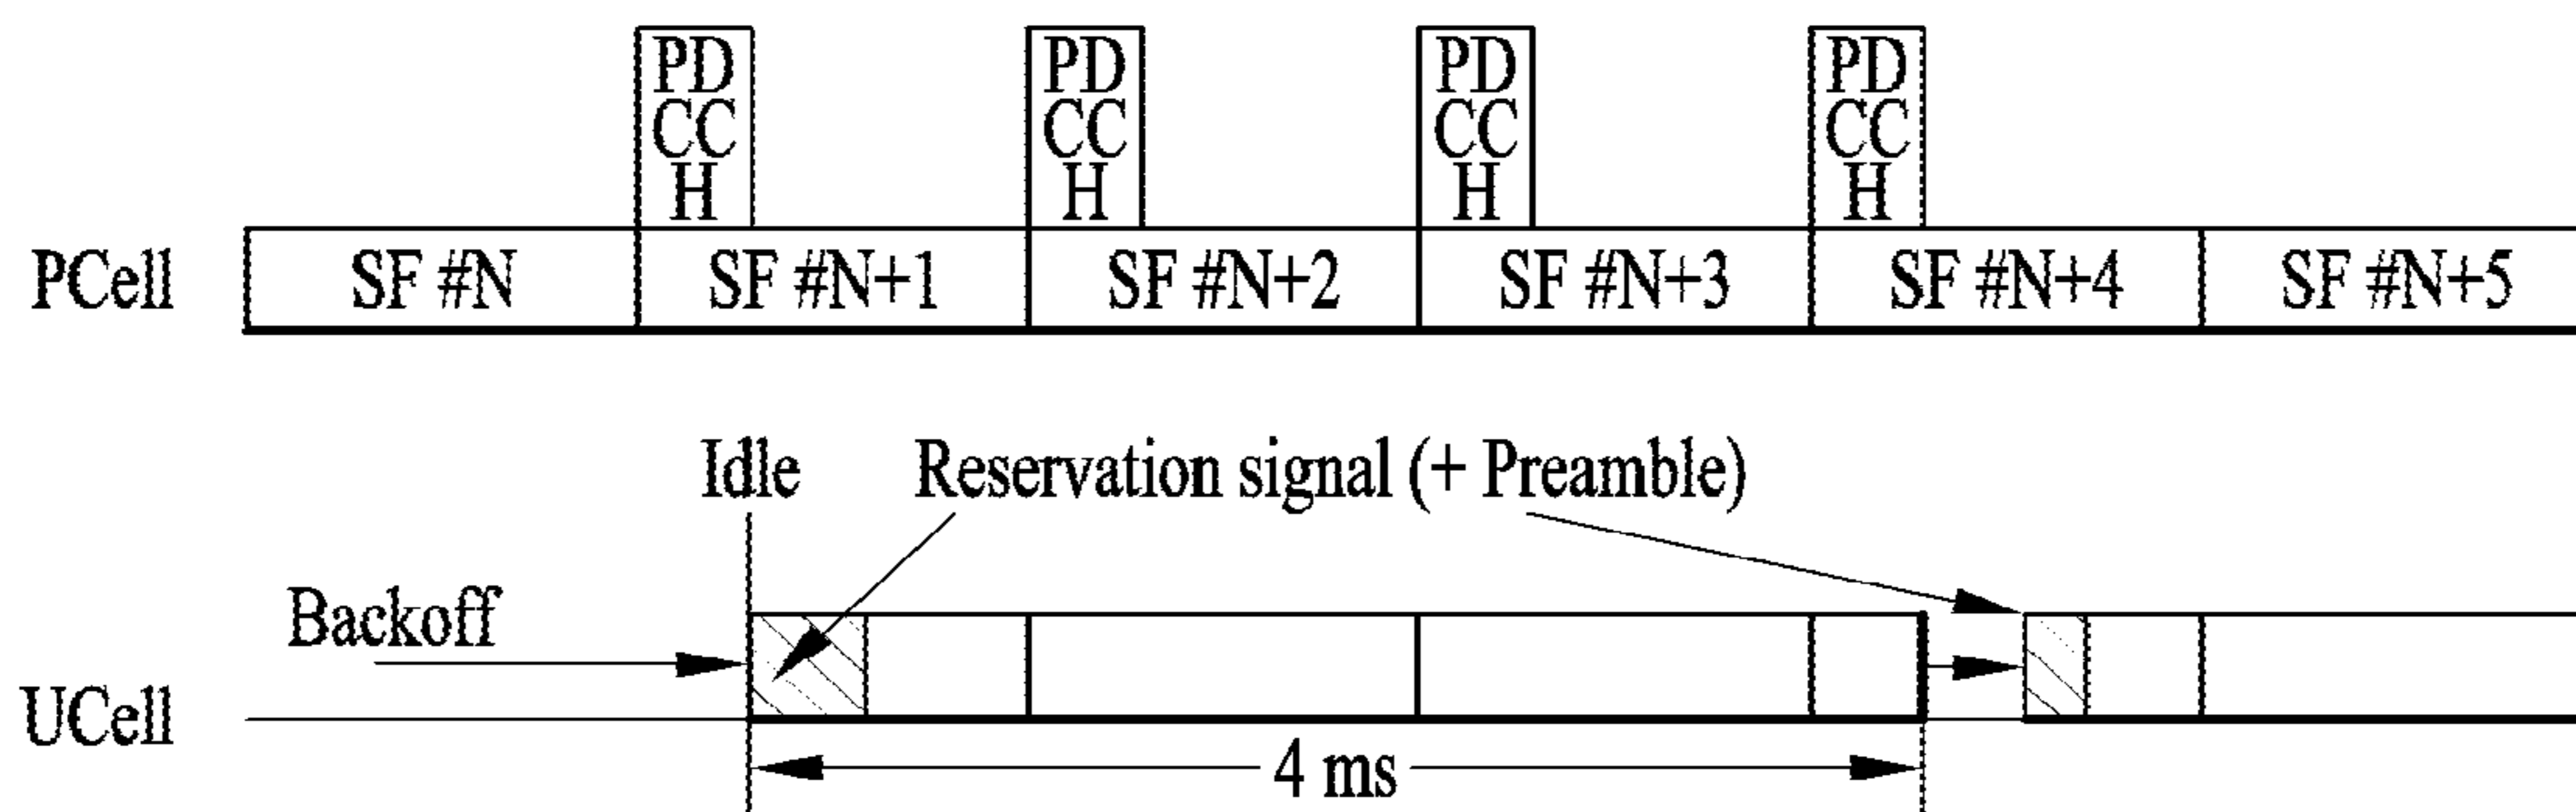 PD PD PD PD
CC CC CC CC
H H H H
PCell SF #N SF #N+1 SF #N+2 SF #N+3 SF #N+4 SF #N+5
Idle Reservation signal (+ Preamble)
Backoff
UCell
4 ms